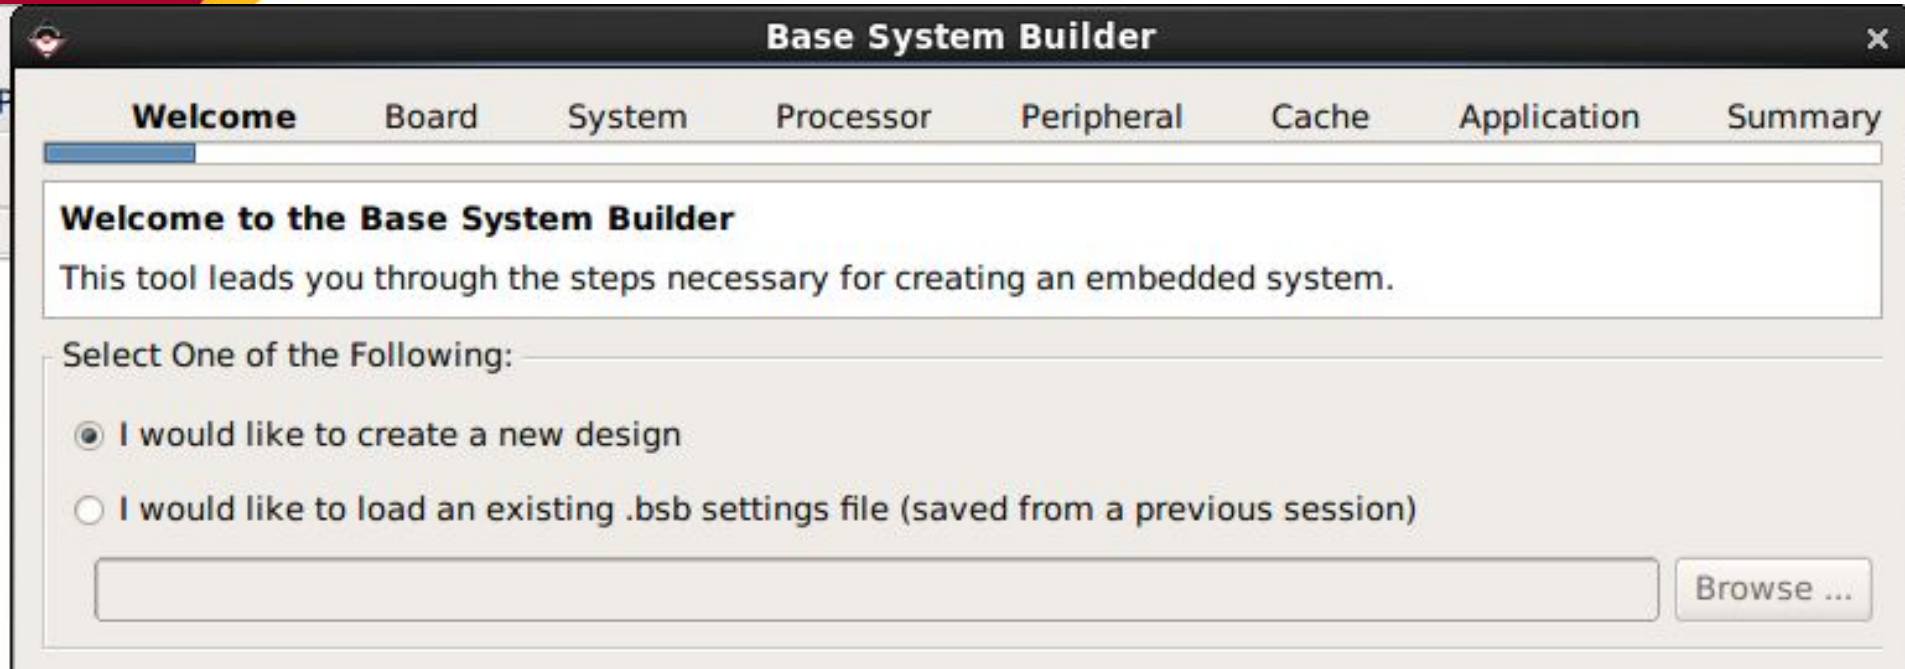 Base System Builder
Welcome Board System Processor Peripheral Cache Application Summary
Welcome to the Base System Builder
This tool leads you through the steps necessary for creating an embedded system.
Select One of the Following:
I would like to create a new design
I would like to load an existing .bsb settings file (saved from a previous session)
Browse ...